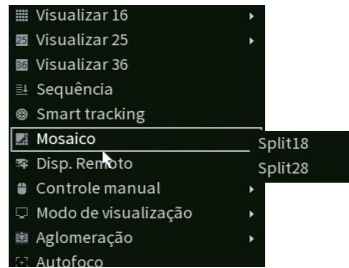 Visualizar 16
Visualizar 25
Visualizar 36
Sequência
Smart tracking
Mosaico
Split18
Disp. Remoto
Split28
Controle manual
Modo de visualização
Aglomeração
Autofoco